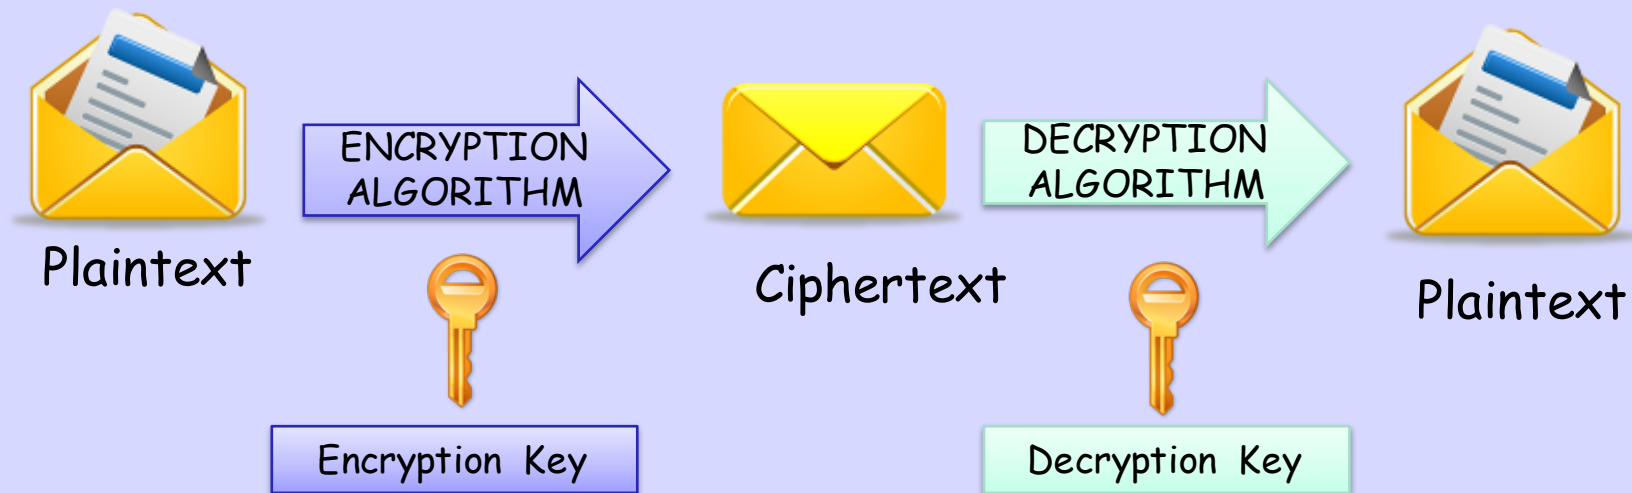 ENCRYPTION
ALGORITHM
DECRYPTION
ALGORITHM
Plaintext
Ciphertext
Plaintext
Encryption Key
Decryption Key